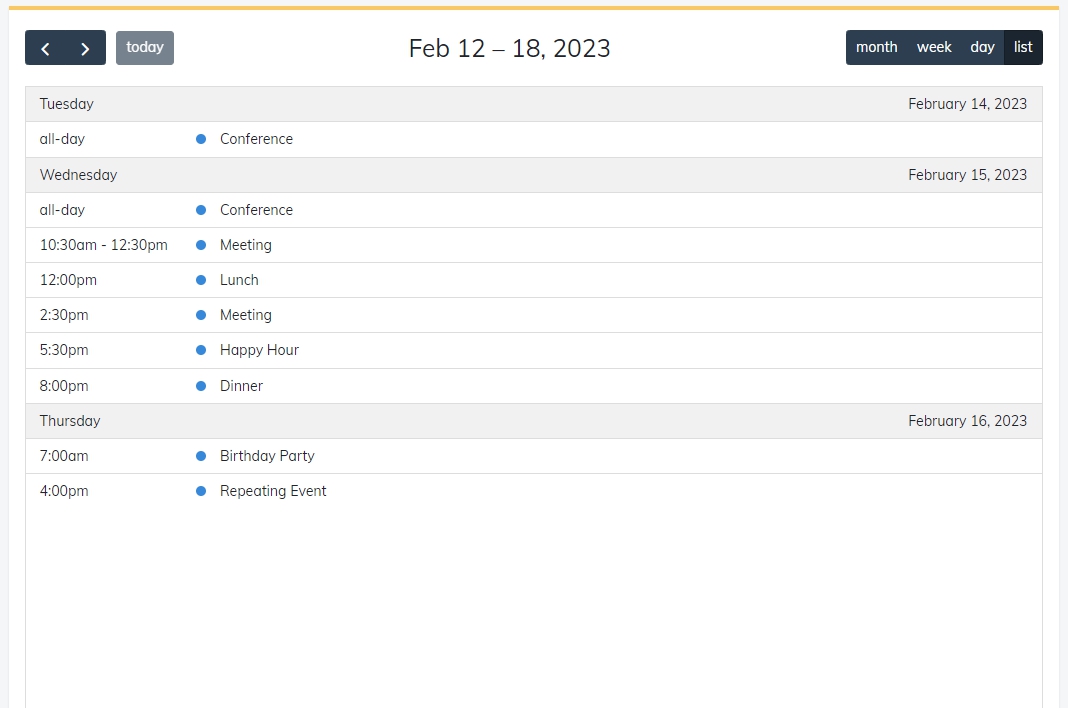 today Feb 12 – 18, 2023 month week day list
Tuesday February 14, 2023
all-day Conference
Wednesday February 15, 2023
all-day Conference
10:30am - 12:30pm Meeting
12:00pm Lunch
2:30pm Meeting
5:30pm Happy Hour
8:00pm Dinner
Thursday February 16, 2023
7:00am Birthday Party
4:00pm Repeating Event